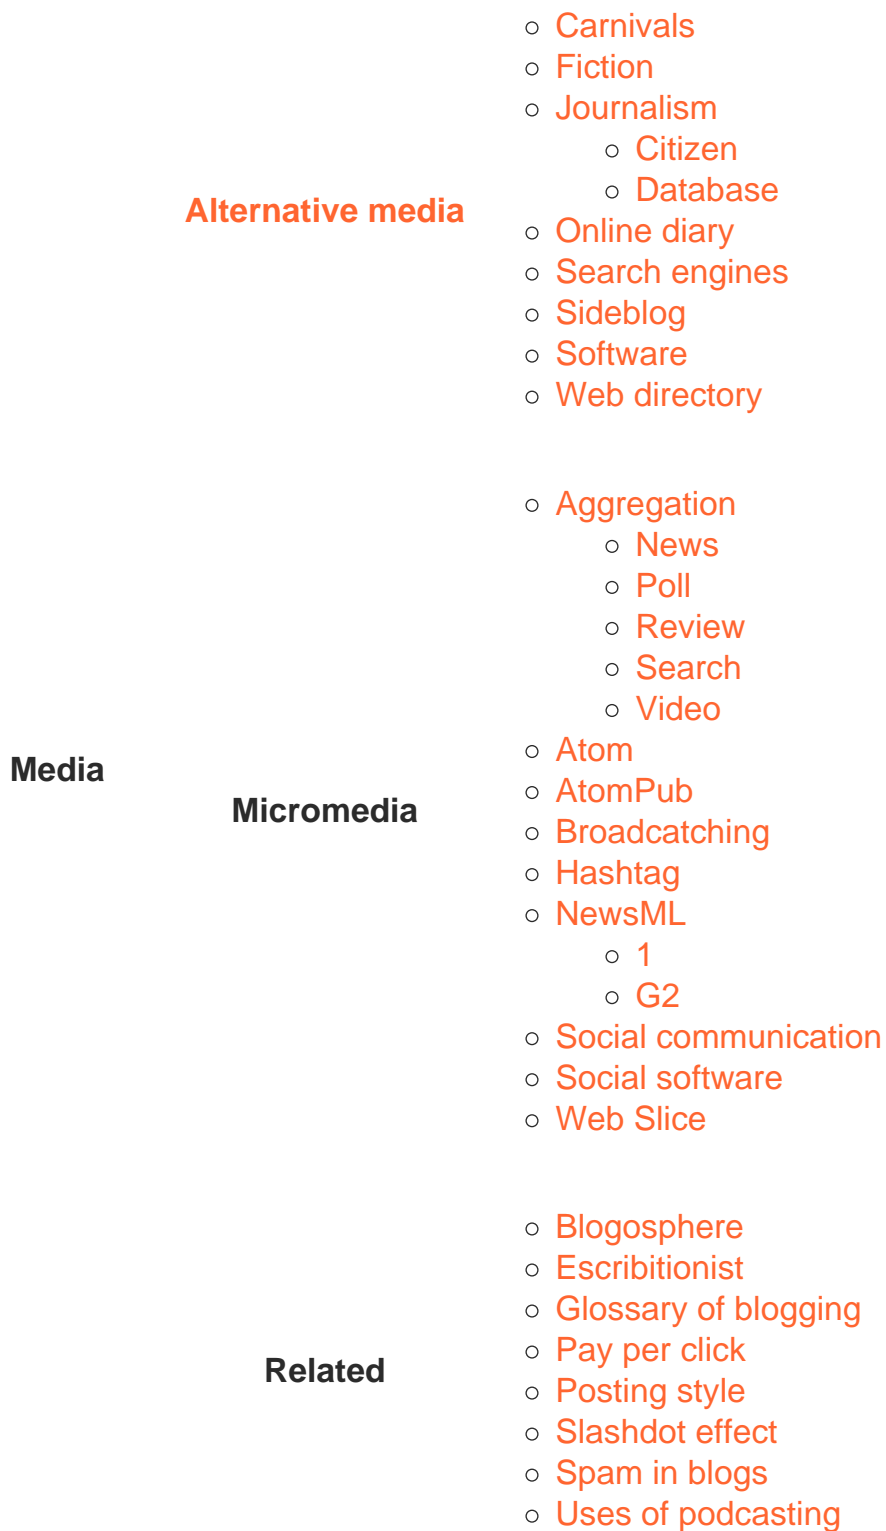 Media
Alternative media
Carnivals
Fiction
Journalism
Citizen
Database
Online diary
Search engines
Sideblog
Software
Web directory
Micromedia
Aggregation
News
Poll
Review
Search
Video
Atom
AtomPub
Broadcatching
Hashtag
NewsML
1
G2
Social communication
Social software
Web Slice
Related
Blogosphere
Escribitionist
Glossary of blogging
Pay per click
Posting style
Slashdot effect
Spam in blogs
Uses of podcasting